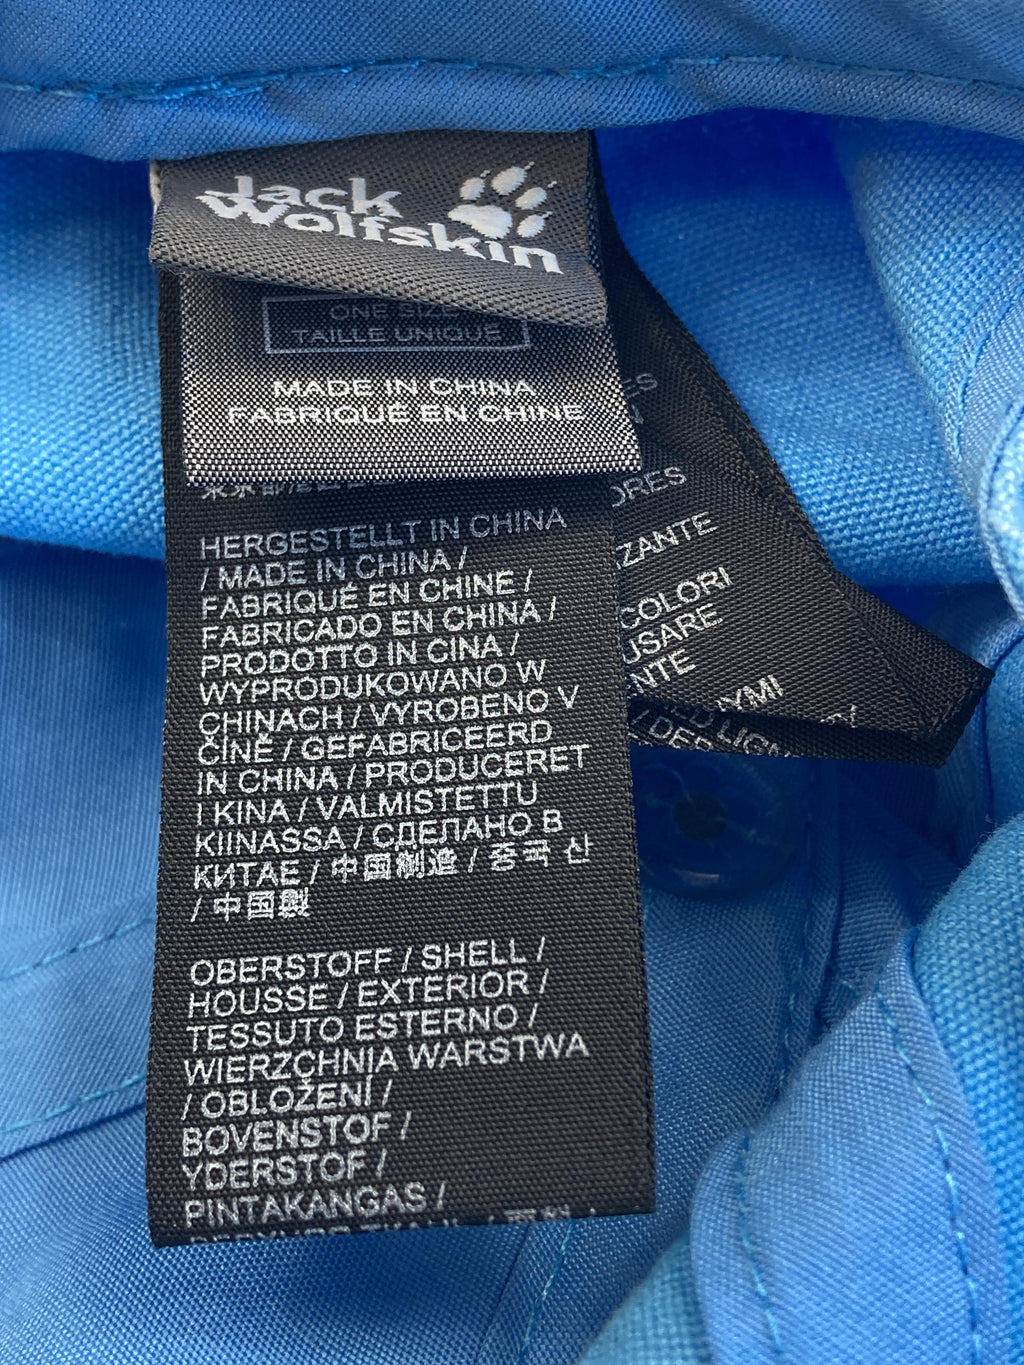 Jack
Wolfskin
ONE SIZE
TAILLE UNIQUE
MADE IN CHINA
FABRIQUÉ EN CHINE
HERGESTELLT IN CHINA
/ MADE IN CHINA /
FABRIQUÉ EN CHINE /
FABRICADO EN CHINA /
PRODOTTO IN CINA /
WYPRODUKOWANO W
CHINACH / VYROBENO V
ČÍNĚ / GEFABRICEERD
IN CHINA / PRODUCERET
I KINA / VALMISTETTU
KIINASSA / СДЕЛАНО В
КИТАЕ / 中国制造 / 중국 산
/ 中国製
OBERSTOFF / SHELL /
HOUSSE / EXTERIOR /
TESSUTO ESTERNO /
WIERZCHNIA WARSTWA
/ OBLOŽENÍ /
BOVENSTOF /
YDERSTOF /
PINTAKANGAS /
ORES
ZZANTE
COLORI
USARE
NTE
YMI